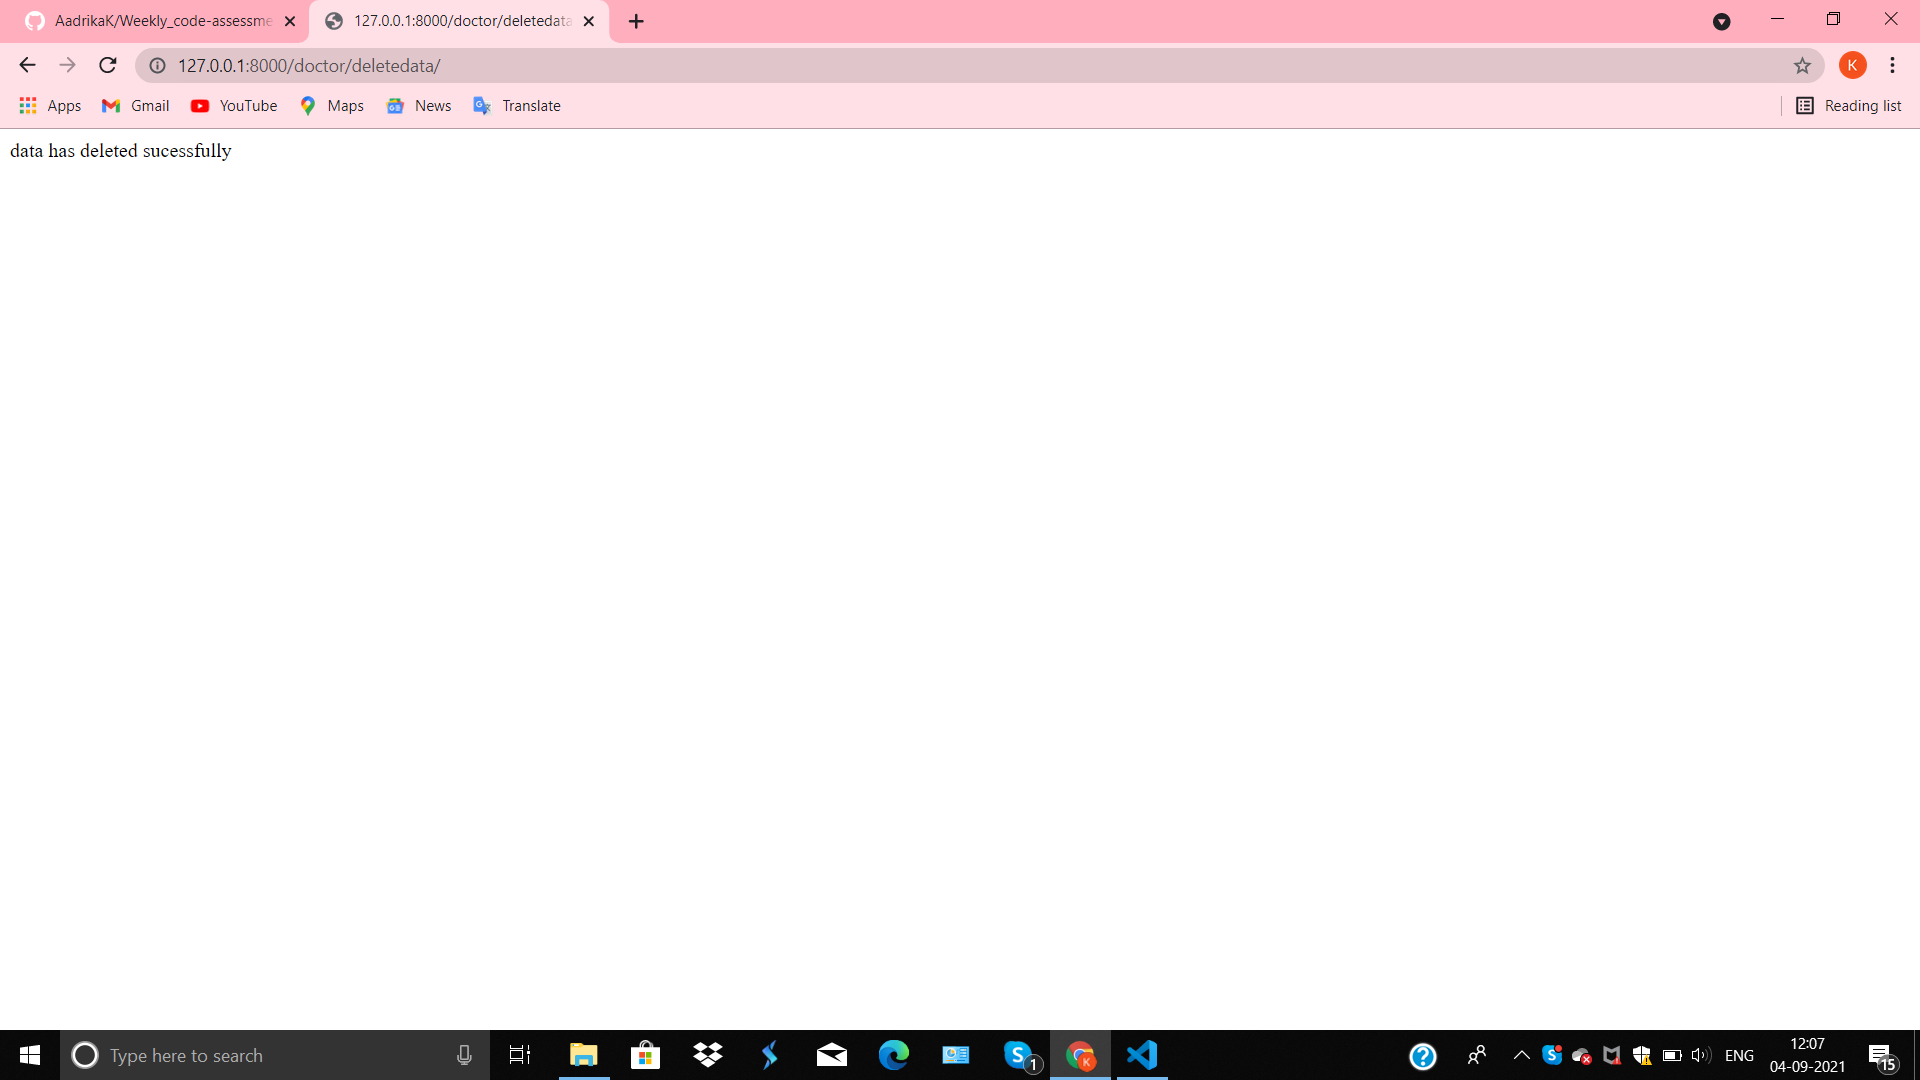 AadrikaK/Weekly_code-assessme
127.0.0.1:8000/doctor/deletedata
127.0.0.1:8000/doctor/deletedata/
K
Apps
Gmail
YouTube
Maps
News
Translate
Reading list
data has deleted sucessfully
Type here to search
1
K
ENG
12:07
04-09-2021
15